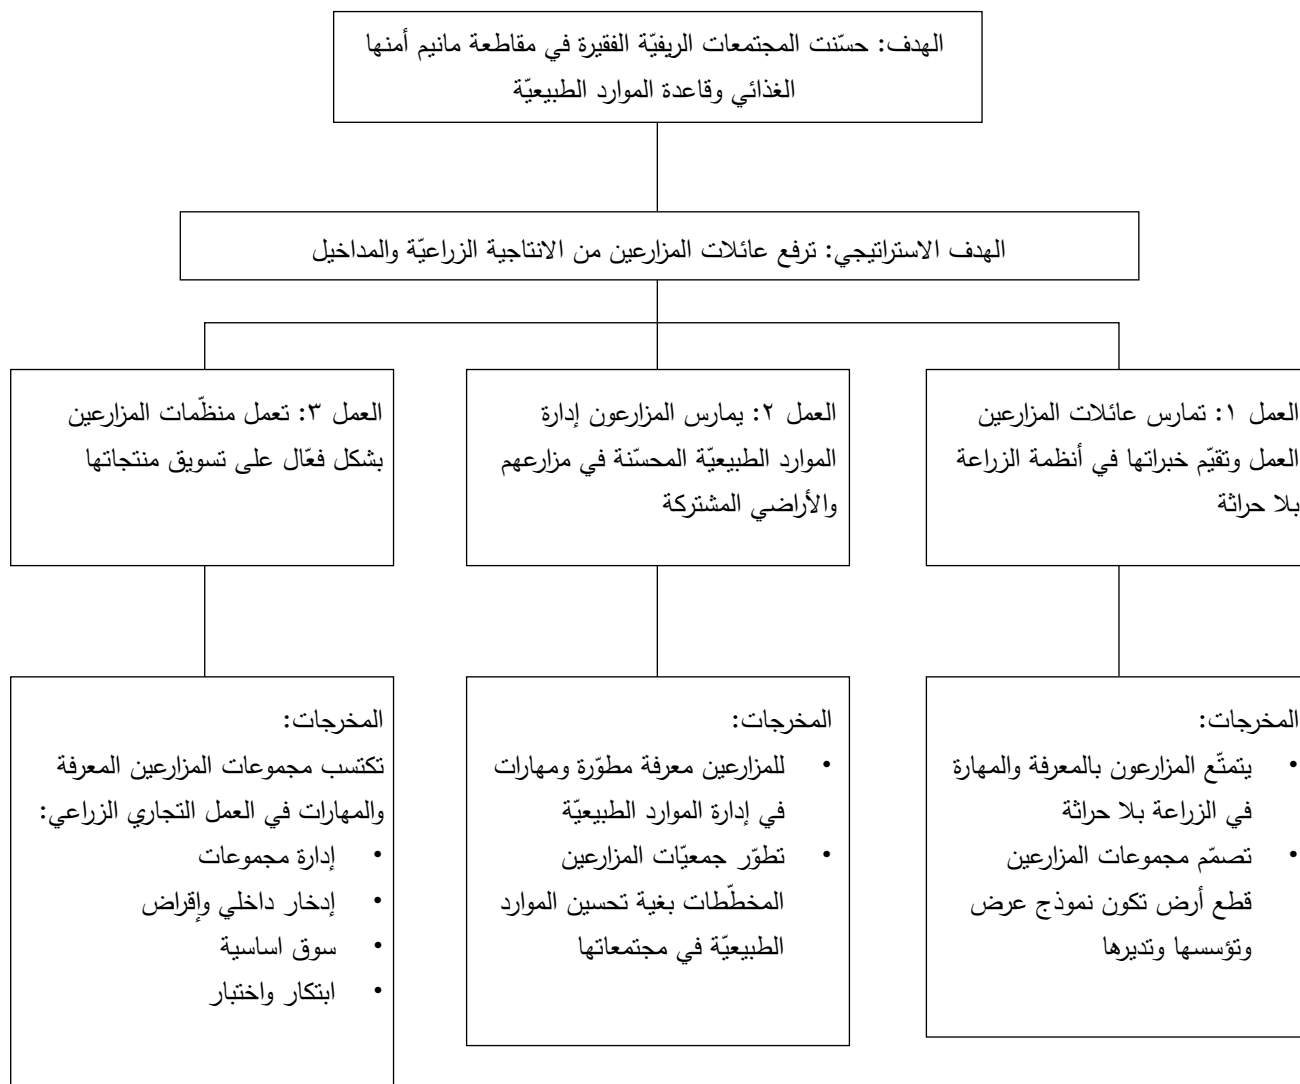 الهدف: حسّنت المجتمعات الريفيّة الفقيرة في مقاطعة مانيم أمنها
الغذائي وقاعدة الموارد الطبيعيّة
الهدف الاستراتيجي: ترفع عائلات المزارعين من الانتاجية الزراعيّة والمداخيل
العمل ١: تمارس عائلات المزارعين
العمل وتقيّم خبراتها في أنظمة الزراعة
بلا حراثة
العمل ٢: يمارس المزارعون إدارة
الموارد الطبيعيّة المحسّنة في مزارعهم
والأراضي المشتركة
العمل ٣: تعمل منظّمات المزارعين
بشكل فعّال على تسويق منتجاتها
المخرجات:
• يتمتّع المزارعون بالمعرفة والمهارة
في الزراعة بلا حراثة
• تصمّم مجموعات المزارعين
قطع أرض تكون نموذج عرض
وتؤسسها وتديرها
المخرجات:
• للمزارعين معرفة مطوّرة ومهارات
في إدارة الموارد الطبيعيّة
• تطوّر جمعيّات المزارعين
المخطّطات بغية تحسين الموارد
الطبيعيّة في مجتمعاتها
المخرجات:
تكتسب مجموعات المزارعين المعرفة
والمهارات في العمل التجاري الزراعي:
• إدارة مجموعات
• إدخار داخلي وإقراض
• سوق اساسية
• ابتكار واختبار